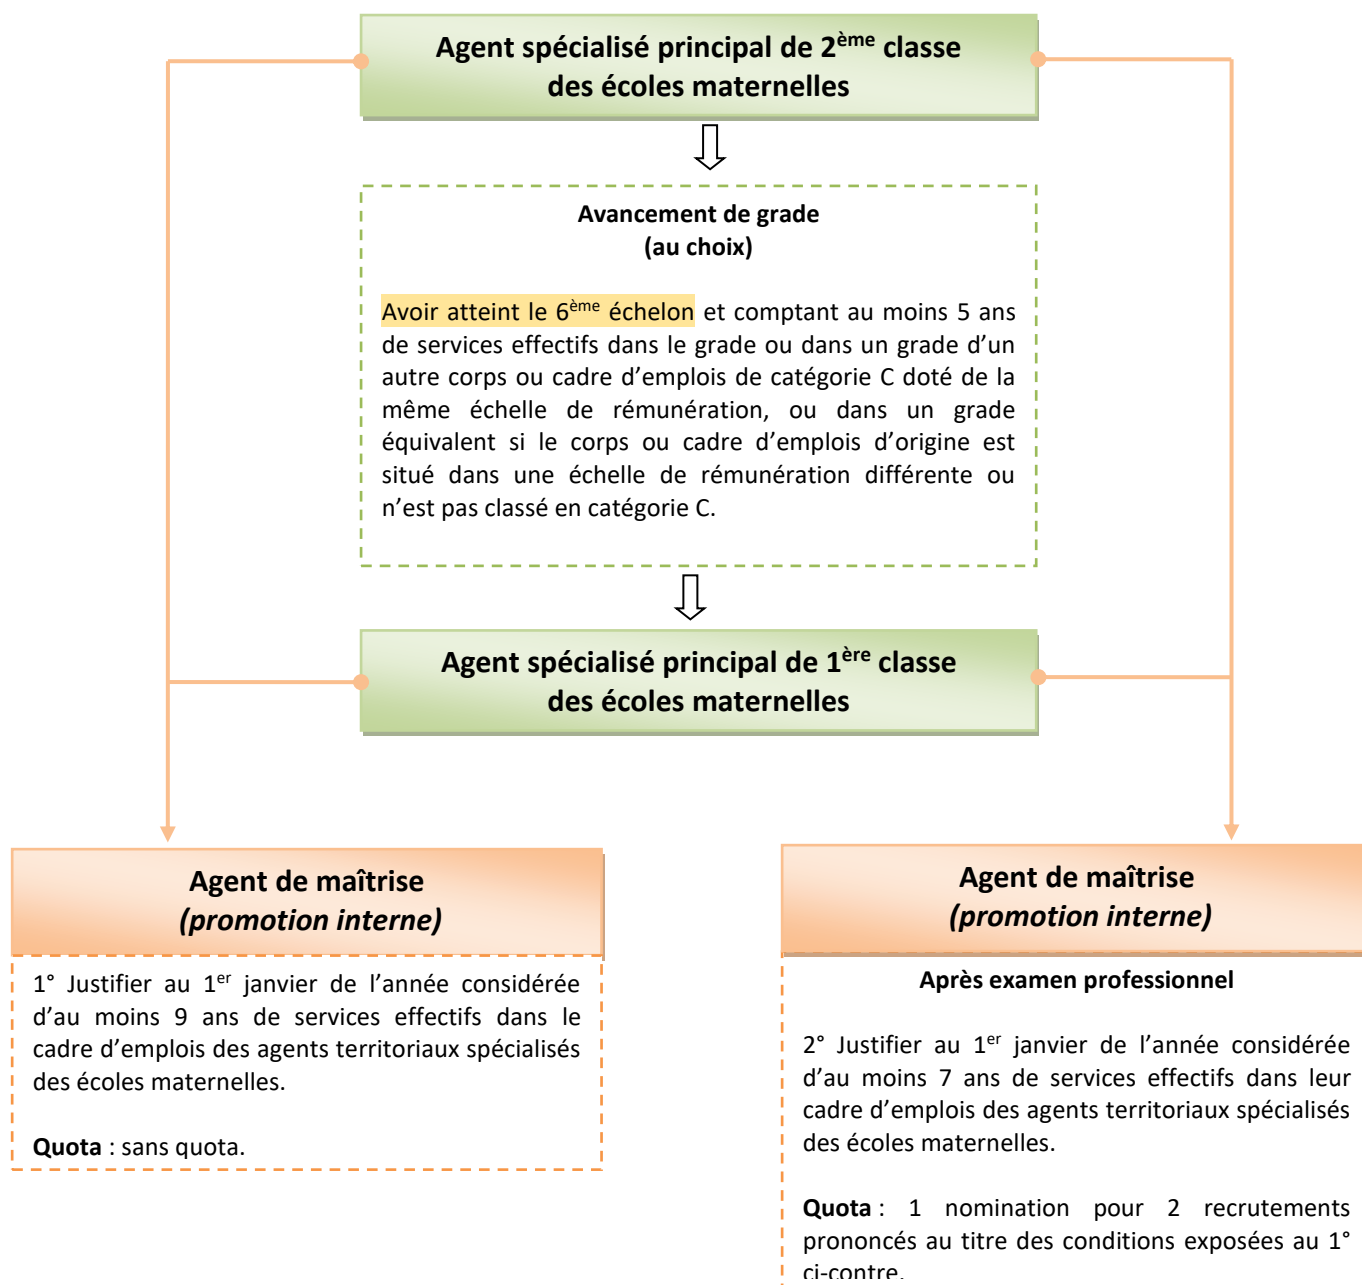 Agent spécialisé principal de 2ème classe
des écoles maternelles
Avancement de grade
(au choix)
Avoir atteint le 6ème échelon et comptant au moins 5 ans
de services effectifs dans le grade ou dans un grade d’un
autre corps ou cadre d’emplois de catégorie C doté de la
même échelle de rémunération, ou dans un grade
équivalent si le corps ou cadre d’emplois d’origine est
situé dans une échelle de rémunération différente ou
n’est pas classé en catégorie C.
Agent spécialisé principal de 1ère classe
des écoles maternelles
Agent de maîtrise
(promotion interne)
1° Justifier au 1er janvier de l’année considérée
d’au moins 9 ans de services effectifs dans le
cadre d’emplois des agents territoriaux spécialisés
des écoles maternelles.
Quota : sans quota.
Agent de maîtrise
(promotion interne)
Après examen professionnel
2° Justifier au 1er janvier de l’année considérée
d’au moins 7 ans de services effectifs dans leur
cadre d’emplois des agents territoriaux spécialisés
des écoles maternelles.
Quota : 1 nomination pour 2 recrutements
prononcés au titre des conditions exposées au 1°
ci-contre.